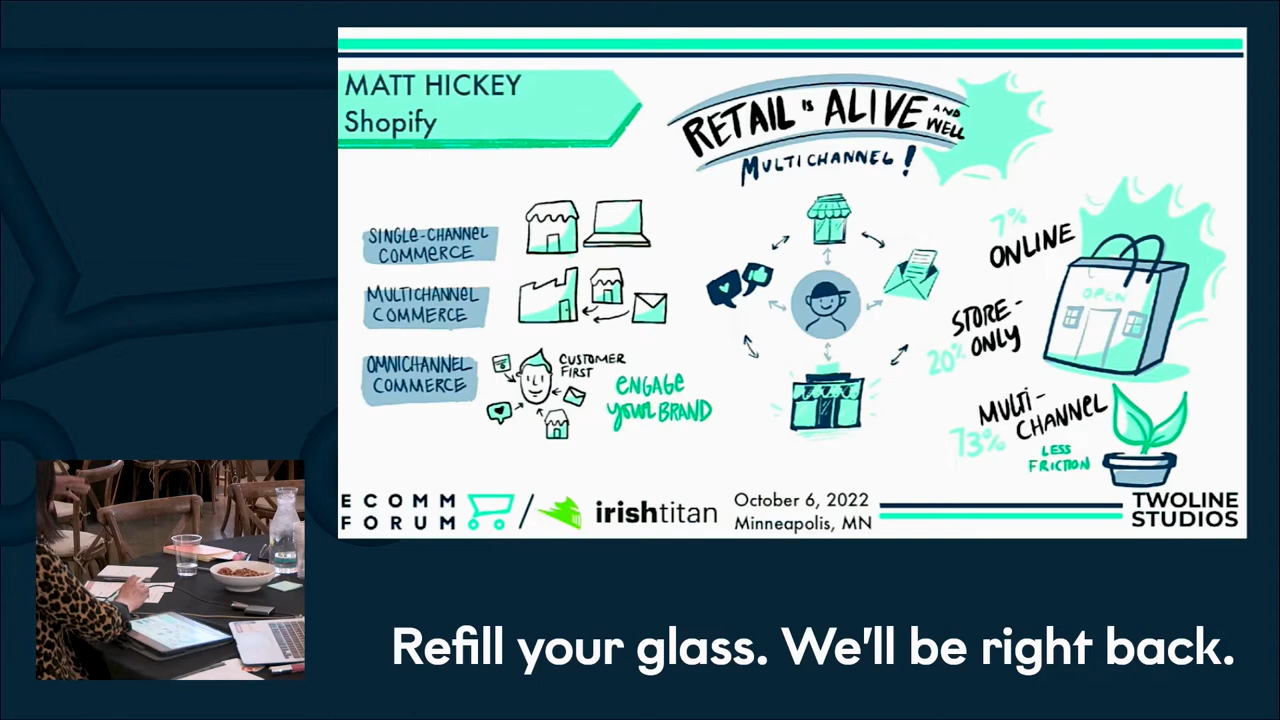 MATT HICKEY
Shopify
RETAIL IS ALIVE AND WELL
MULTICHANNEL!
SINGLE-CHANNEL
COMMERCE
MULTICHANNEL
COMMERCE
OMNICHANNEL
COMMERCE
CUSTOMER
FIRST
ENGAGE
your BRAND
7%
ONLINE
OPEN
STORE-
ONLY
20%
MULTI-
CHANNEL
73%
LESS
FRICTION
ECOMM
FORUM
irishtitan
October 6, 2022
Minneapolis, MN
TWOLINE
STUDIOS
Refill your glass. We'll be right back.